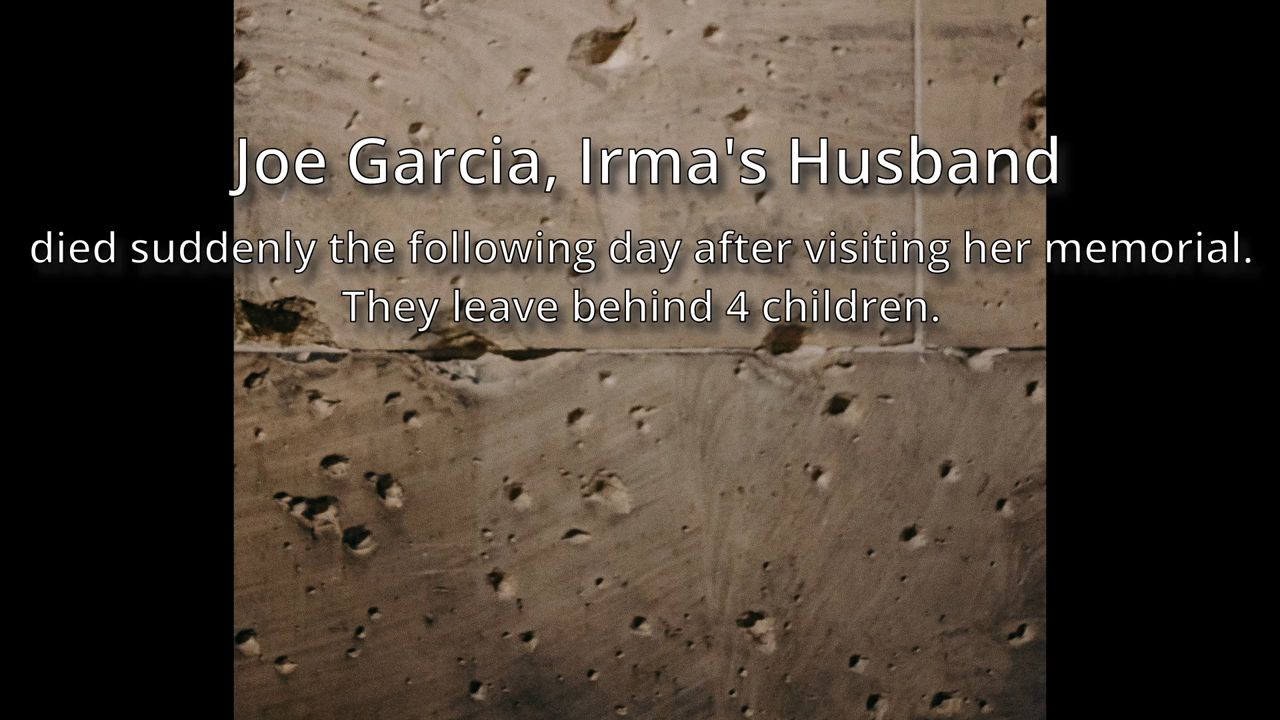 Joe Garcia, Irma's Husband
died suddenly the following day after visiting her memorial.
They leave behind 4 children.